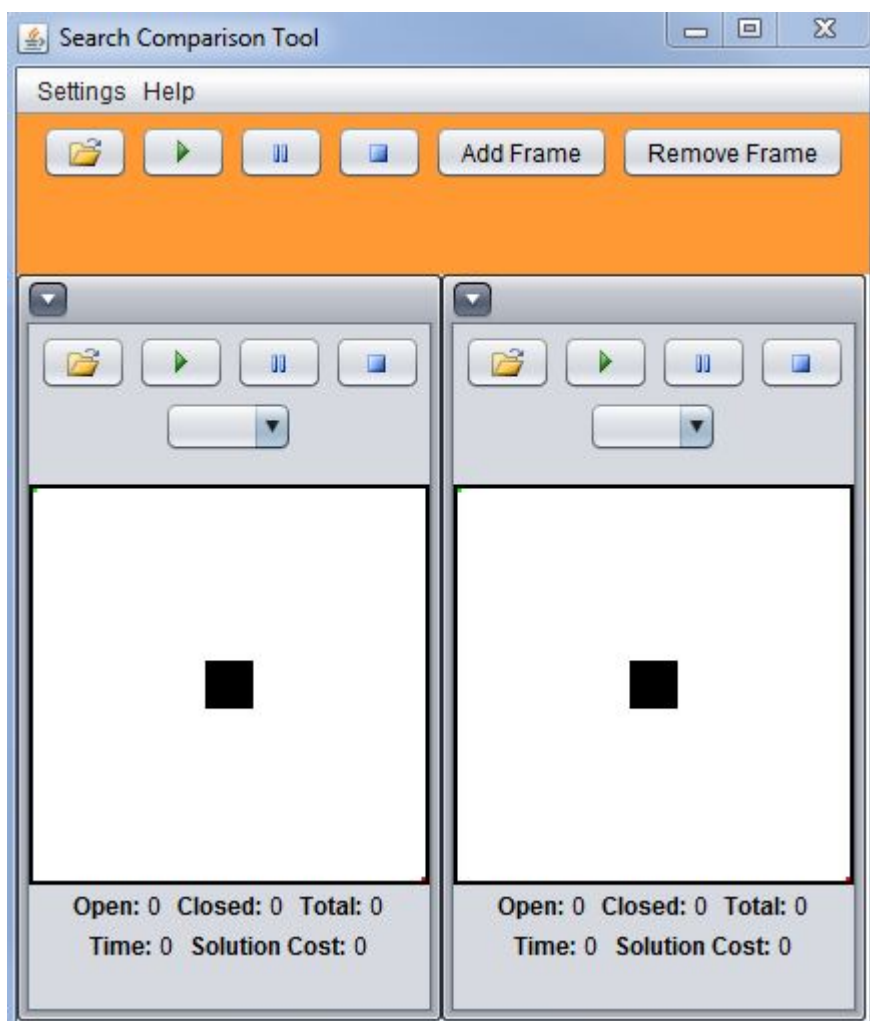 Search Comparison Tool
Settings Help
Add Frame Remove Frame
Open: 0 Closed: 0 Total: 0
Time: 0 Solution Cost: 0
Open: 0 Closed: 0 Total: 0
Time: 0 Solution Cost: 0